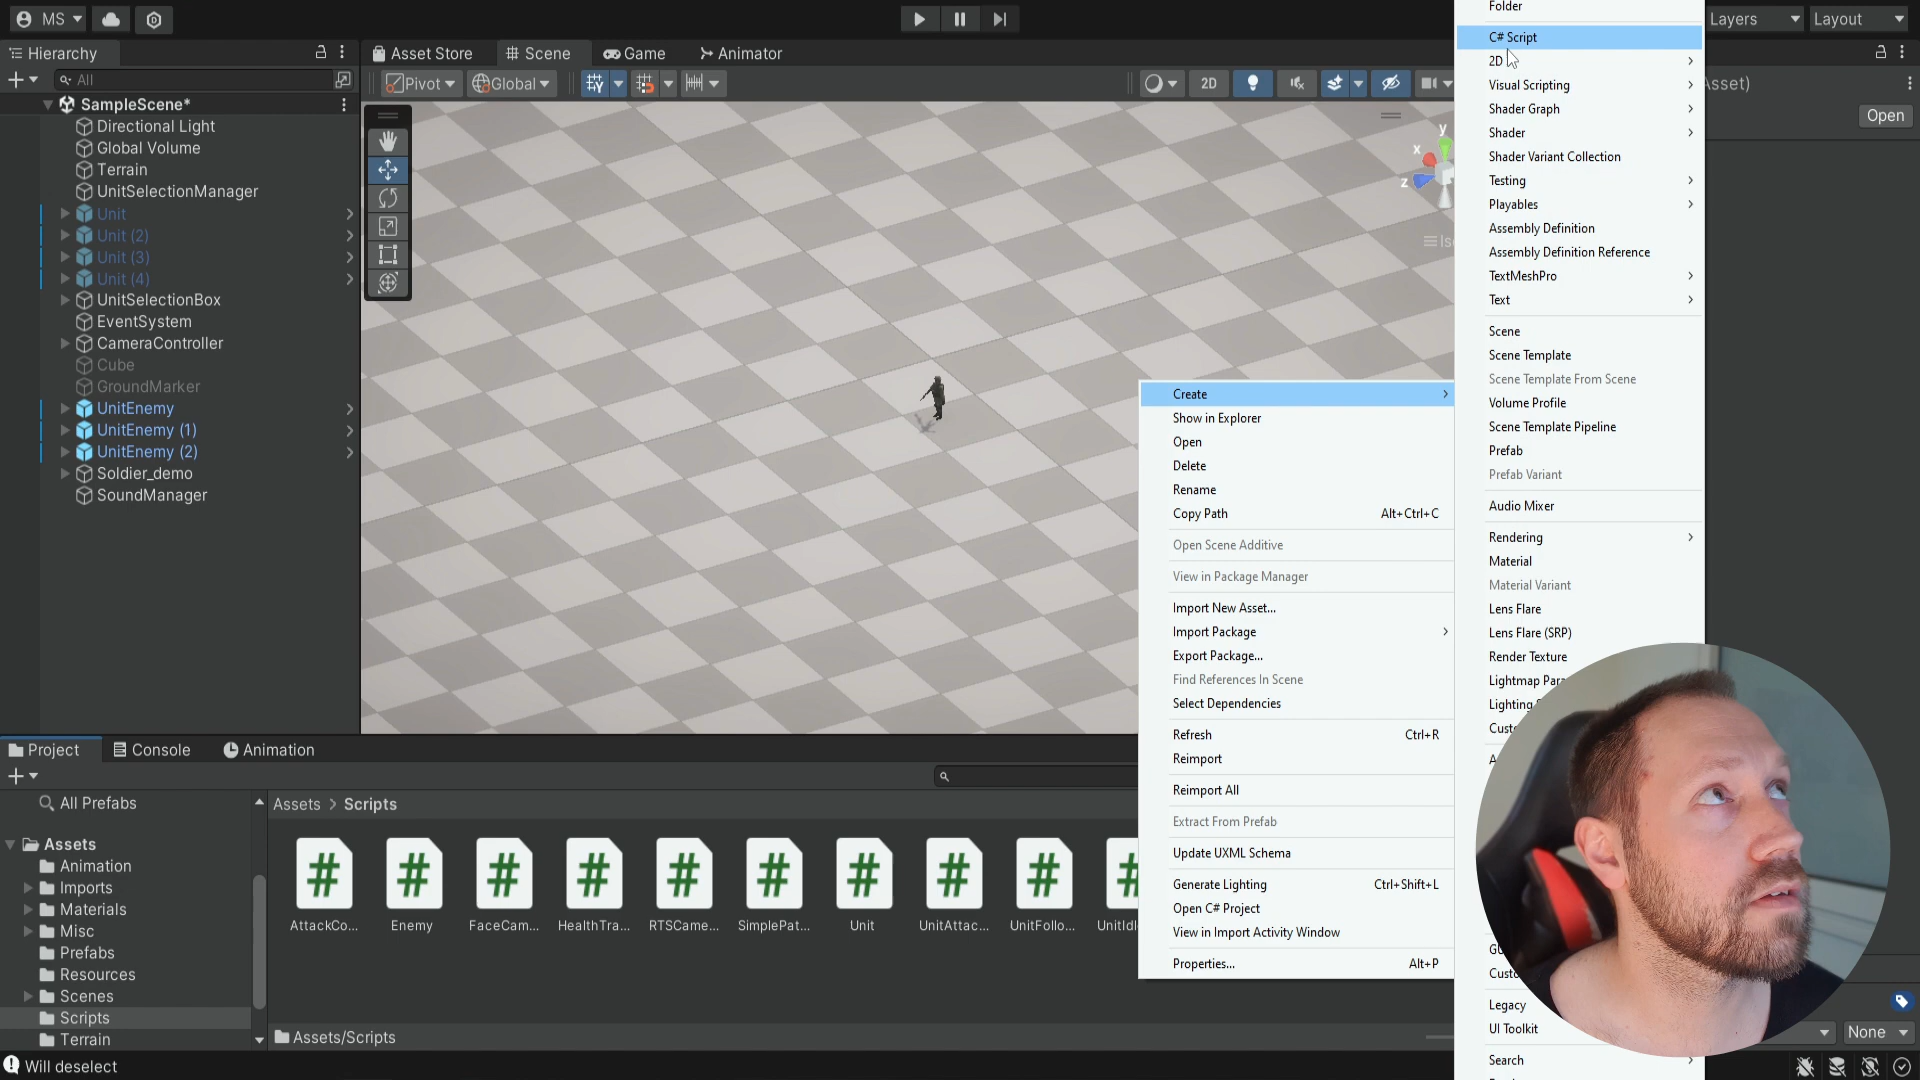 MS
Layers
Layout
Hierarchy
Asset Store
Scene
Game
Animator
All
Pivot
Global
2D
SampleScene*
Directional Light
Global Volume
Terrain
UnitSelectionManager
Unit
Unit (2)
Unit (3)
Unit (4)
UnitSelectionBox
EventSystem
CameraController
Cube
GroundMarker
UnitEnemy
UnitEnemy (1)
UnitEnemy (2)
Soldier_demo
SoundManager
y
x
z
Is
Asset)
Open
Create
Show in Explorer
Open
Delete
Rename
Copy Path Alt+Ctrl+C
Open Scene Additive
View in Package Manager
Import New Asset...
Import Package
Export Package...
Find References In Scene
Select Dependencies
Refresh Ctrl+R
Reimport
Reimport All
Extract From Prefab
Update UXML Schema
Generate Lighting Ctrl+Shift+L
Open C# Project
View in Import Activity Window
Properties... Alt+P
Folder
C# Script
2D
Visual Scripting
Shader Graph
Shader
Shader Variant Collection
Testing
Playables
Assembly Definition
Assembly Definition Reference
TextMeshPro
Text
Scene
Scene Template
Scene Template From Scene
Volume Profile
Scene Template Pipeline
Prefab
Prefab Variant
Audio Mixer
Rendering
Material
Material Variant
Lens Flare
Lens Flare (SRP)
Render Texture
Lightmap Para
Lighting
Custo
A
GU
Custo
Legacy
UI Toolkit
Search
Project
Console
Animation
All Prefabs
Assets
Animation
Imports
Materials
Misc
Prefabs
Resources
Scenes
Scripts
Terrain
Assets > Scripts
AttackCo...
Enemy
FaceCam...
HealthTra...
RTSCame...
SimplePat...
Unit
UnitAttac...
UnitFollo...
UnitIdl
Assets/Scripts
None
Will deselect